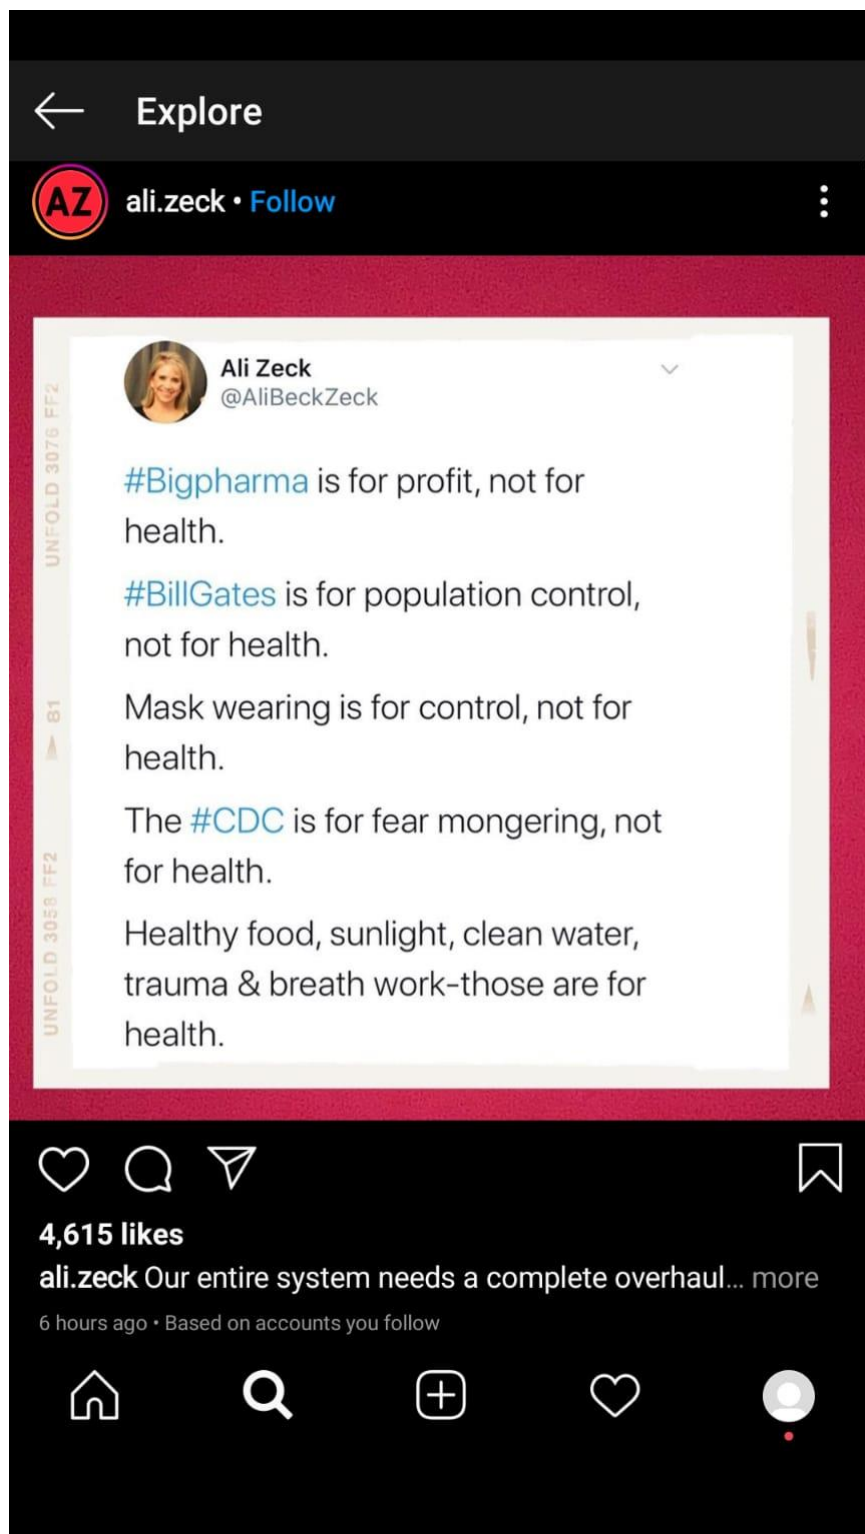 Explore
AZ ali.zeck • Follow
Ali Zeck
@AliBeckZeck
#Bigpharma is for profit, not for
health.
#BillGates is for population control,
not for health.
Mask wearing is for control, not for
health.
The #CDC is for fear mongering, not
for health.
Healthy food, sunlight, clean water,
trauma & breath work-those are for
health.
UNFOLD 3076 FF2
81
UNFOLD 3058 FF2
4,615 likes
ali.zeck Our entire system needs a complete overhaul... more
6 hours ago • Based on accounts you follow